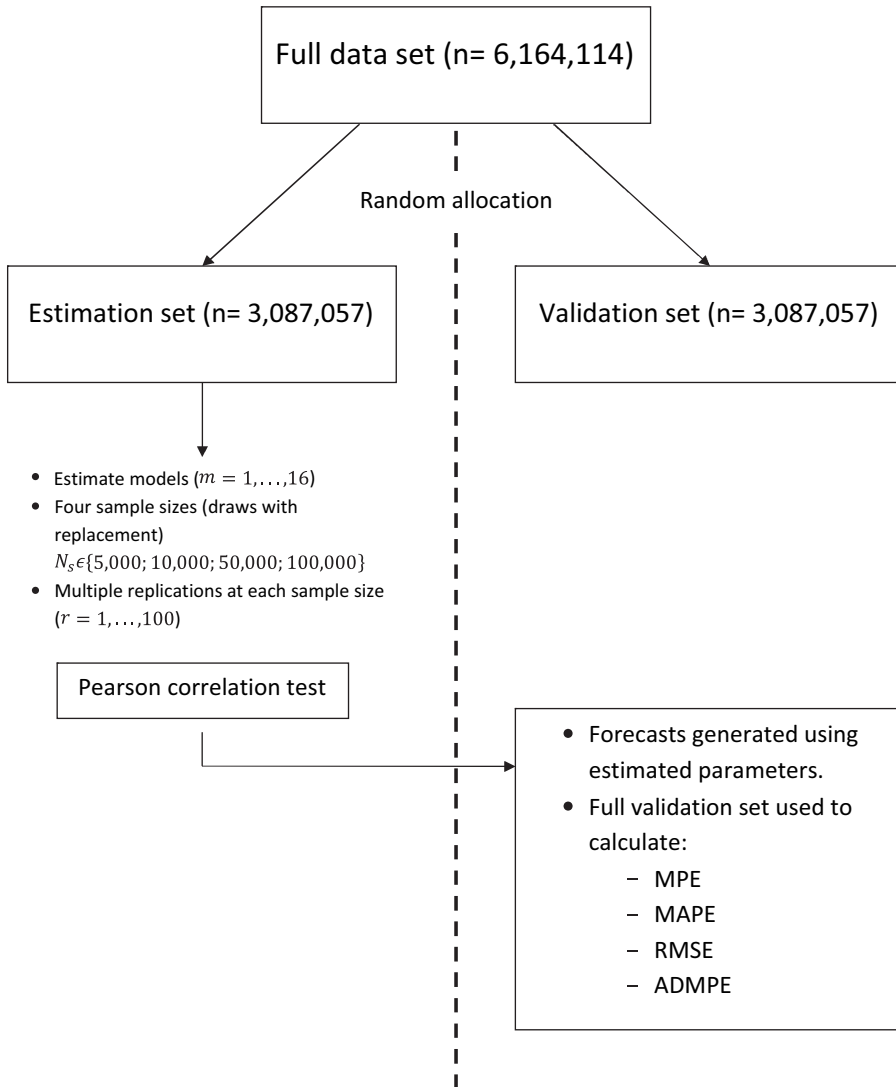 Full data set (n= 6,164,114)
Random allocation
Estimation set (n= 3,087,057)
Validation set (n= 3,087,057)
• Estimate models (m = 1,…,16)
• Four sample sizes (draws with
replacement)
Nₛϵ{5,000; 10,000; 50,000; 100,000}
• Multiple replications at each sample size
(r = 1,…,100)
Pearson correlation test
• Forecasts generated using
estimated parameters.
• Full validation set used to
calculate:
– MPE
– MAPE
– RMSE
– ADMPE